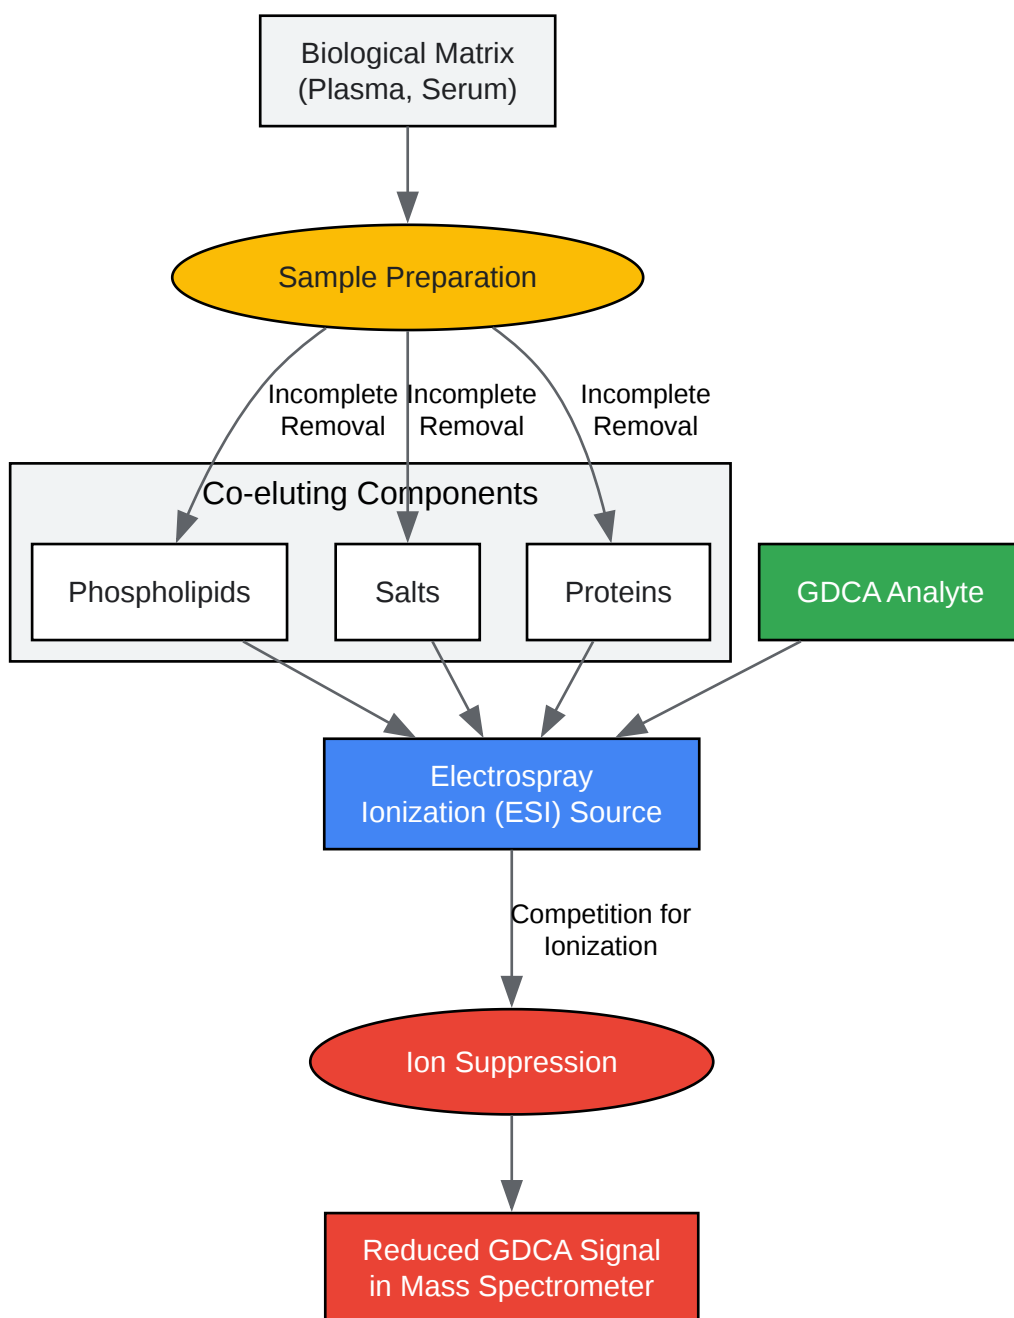 Biological Matrix
(Plasma, Serum)
Sample Preparation
Incomplete
Removal
Incomplete
Removal
Incomplete
Removal
Co-eluting Components
Phospholipids
Salts
Proteins
GDCA Analyte
Electrospray
Ionization (ESI) Source
Competition for
Ionization
Ion Suppression
Reduced GDCA Signal
in Mass Spectrometer